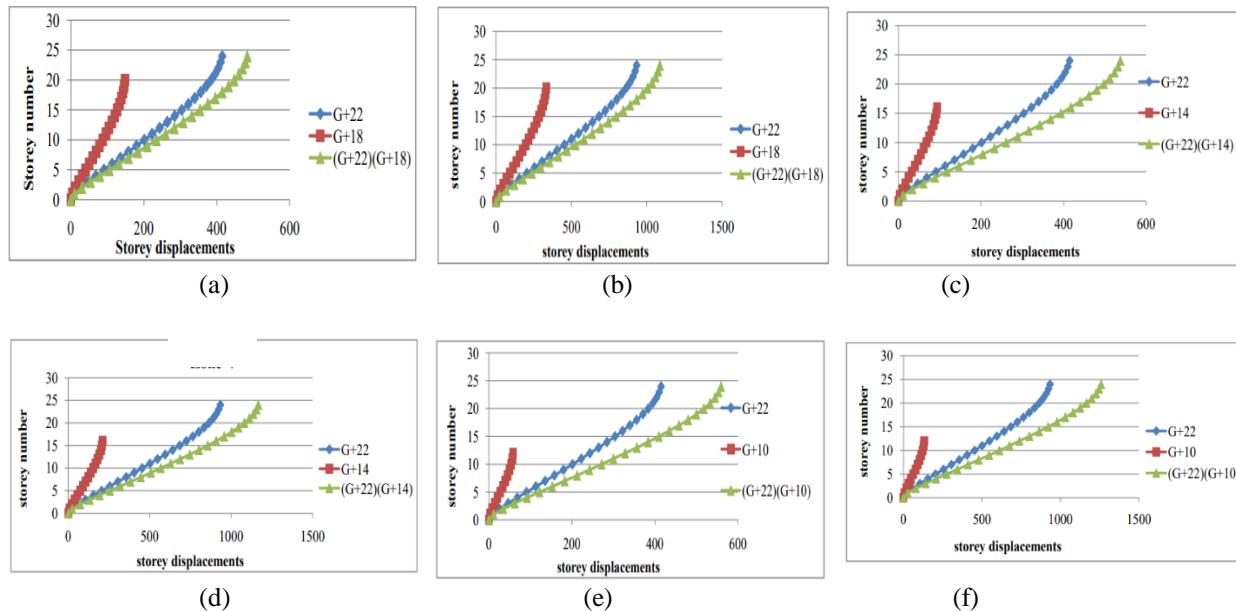 Storey number
30
25
20
15
10
5
0
0 200 400 600
Storey displacements
G+22
G+18
(G+22)(G+18)
(a)
storey number
30
25
20
15
10
5
0
0 500 1000 1500
storey displacements
G+22
G+18
(G+22)(G+18)
(b)
storey number
30
25
20
15
10
5
0
0 200 400 600
storey displacements
G+22
G+14
(G+22)(G+14)
(c)
storey number
30
25
20
15
10
5
0
0 500 1000 1500
storey displacements
G+22
G+14
(G+22)(G+14)
(d)
storey number
30
25
20
15
10
5
0
0 200 400 600
storey displacements
G+22
G+10
(G+22)(G+10)
(e)
storey number
30
25
20
15
10
5
0
0 500 1000 1500
storey displacements
G+22
G+10
(G+22)(G+10
(f)